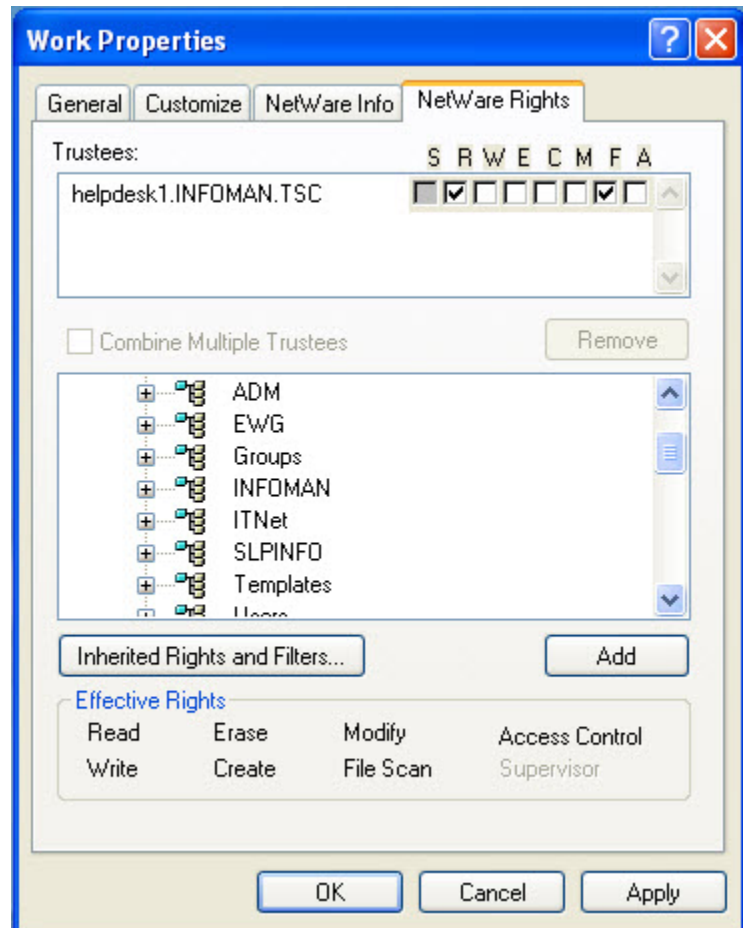 Work Properties
General Customize NetWare Info NetWare Rights
Trustees: S R W E C M F A
helpdesk1.INFOMAN.TSC
Combine Multiple Trustees Remove
ADM
EWG
Groups
INFOMAN
ITNet
SLPINFO
Templates
Users
Inherited Rights and Filters... Add
Effective Rights
Read Erase Modify Access Control
Write Create File Scan Supervisor
OK Cancel Apply